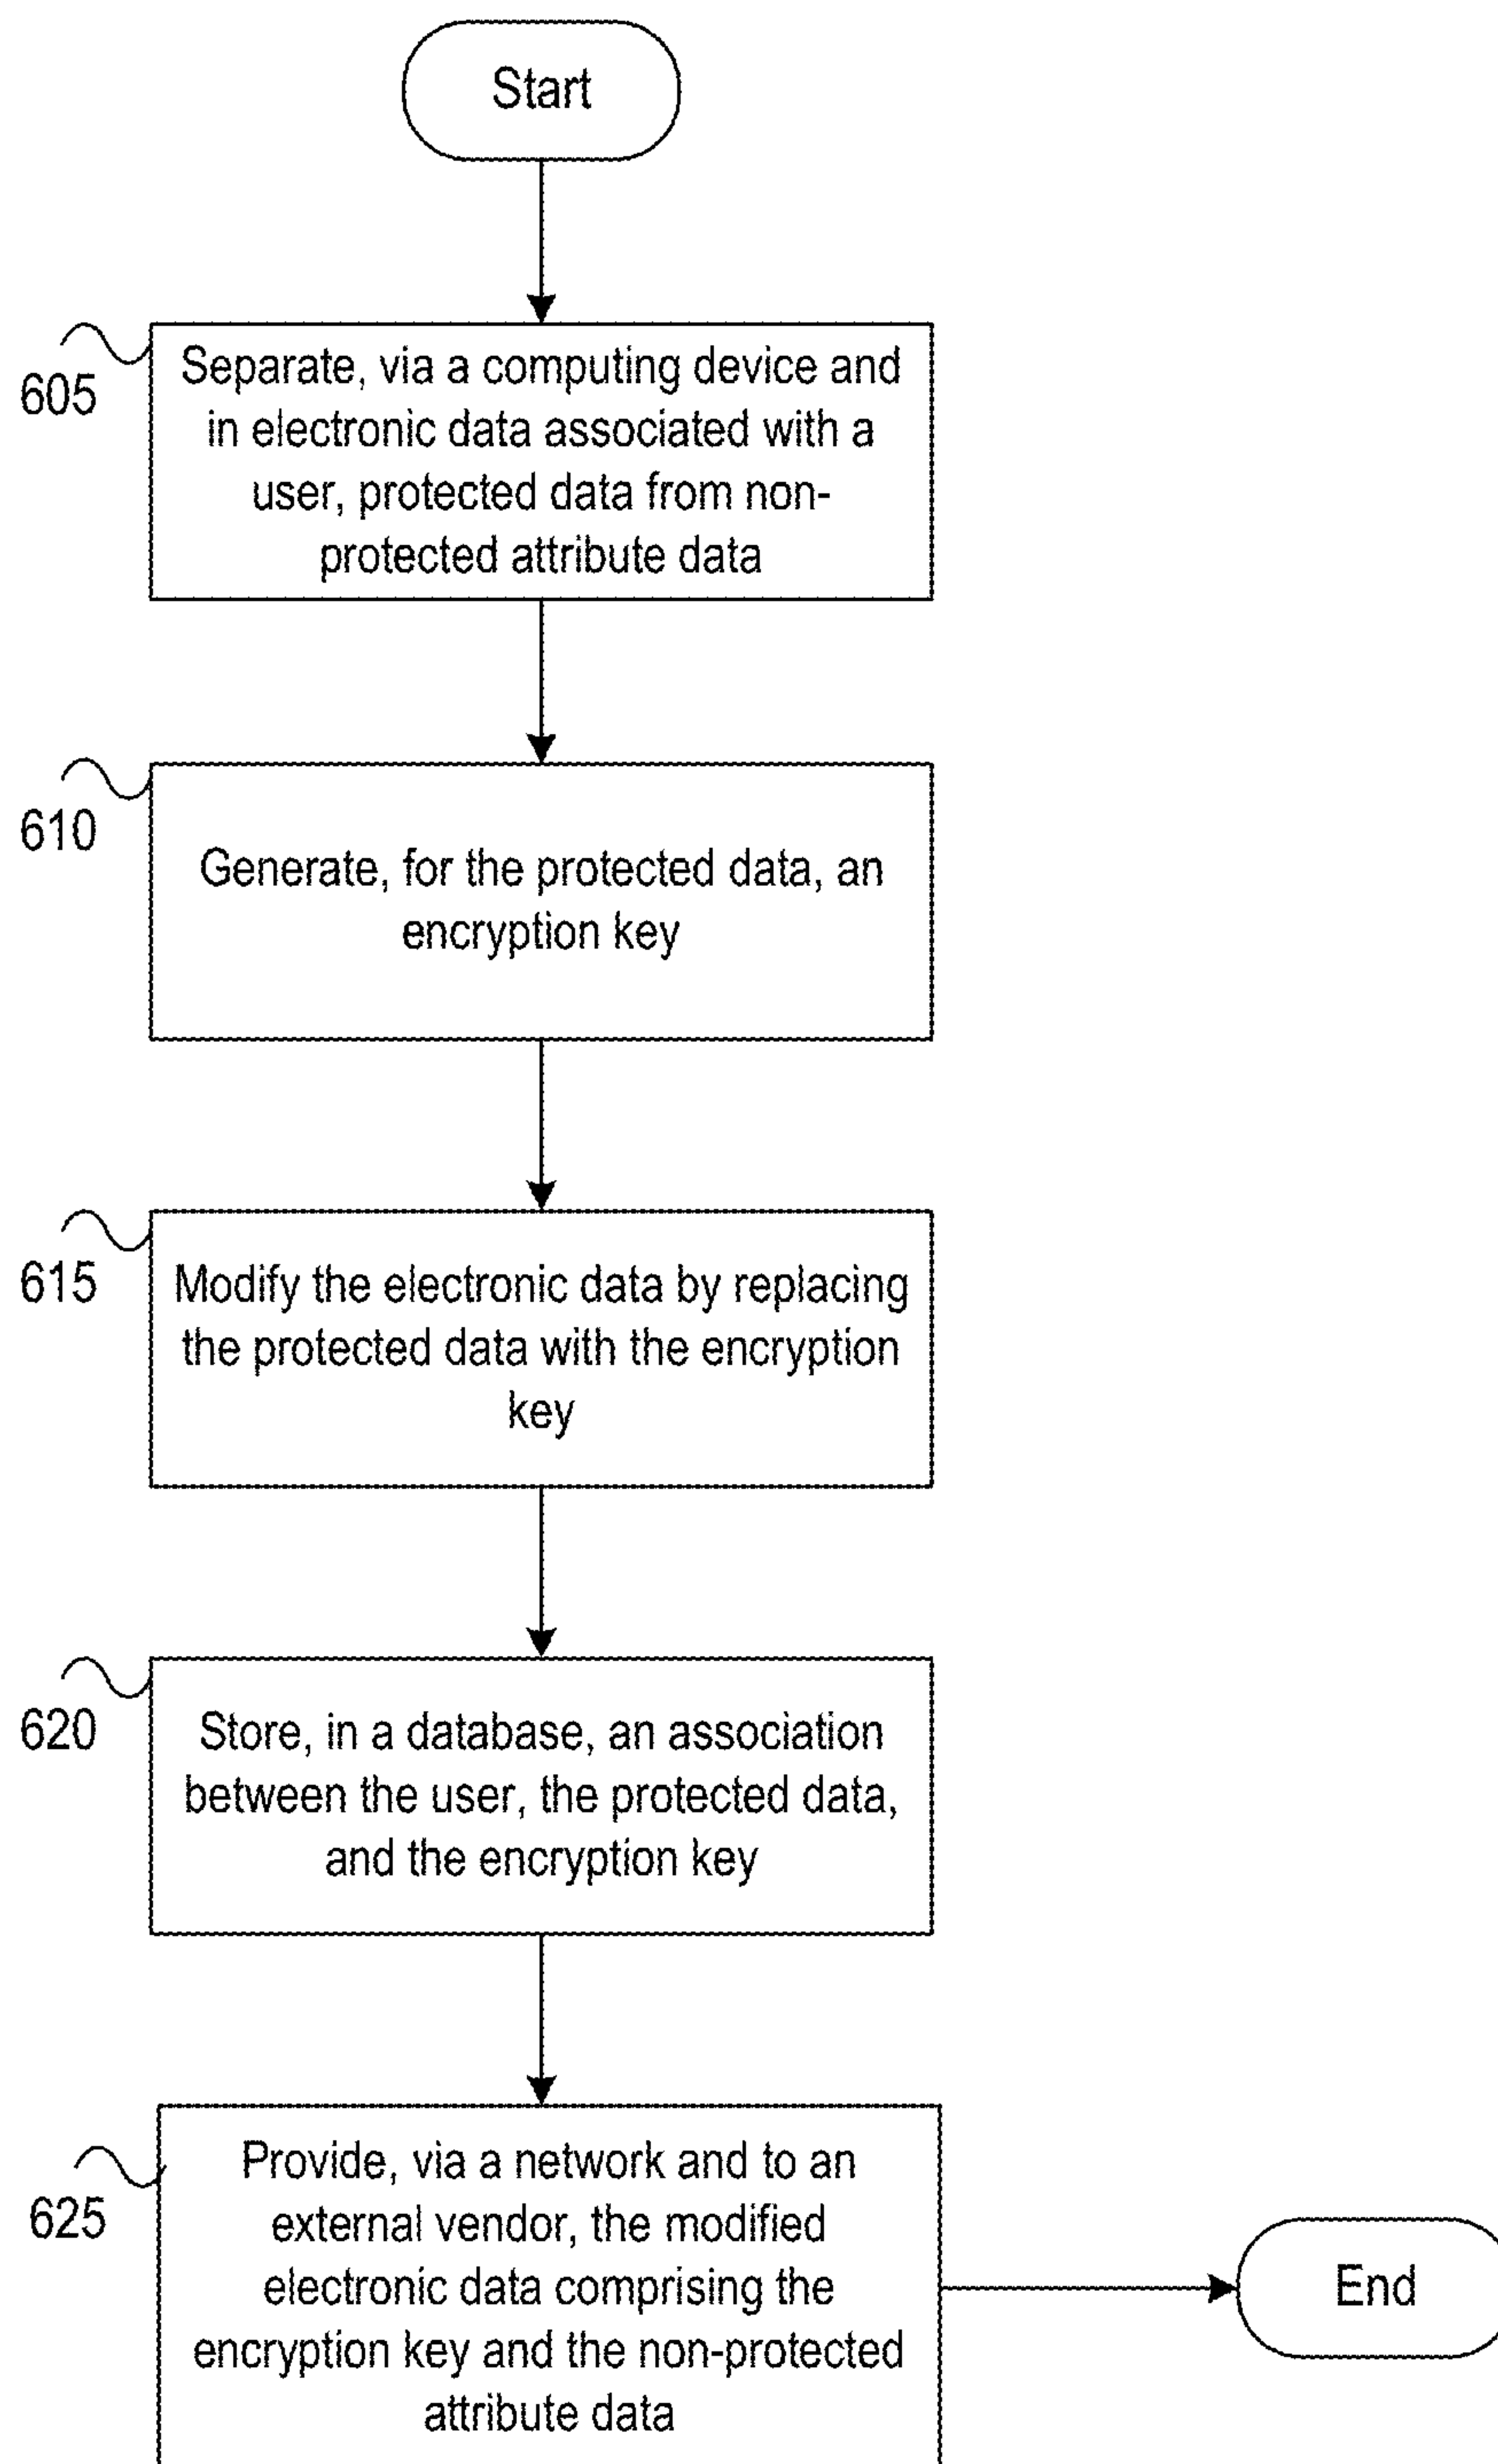 Start
605
Separate, via a computing device and
in electronic data associated with a
user, protected data from non-
protected attribute data
610
Generate, for the protected data, an
encryption key
615
Modify the electronic data by replacing
the protected data with the encryption
key
620
Store, in a database, an association
between the user, the protected data,
and the encryption key
625
Provide, via a network and to an
external vendor, the modified
electronic data comprising the
encryption key and the non-protected
attribute data
End